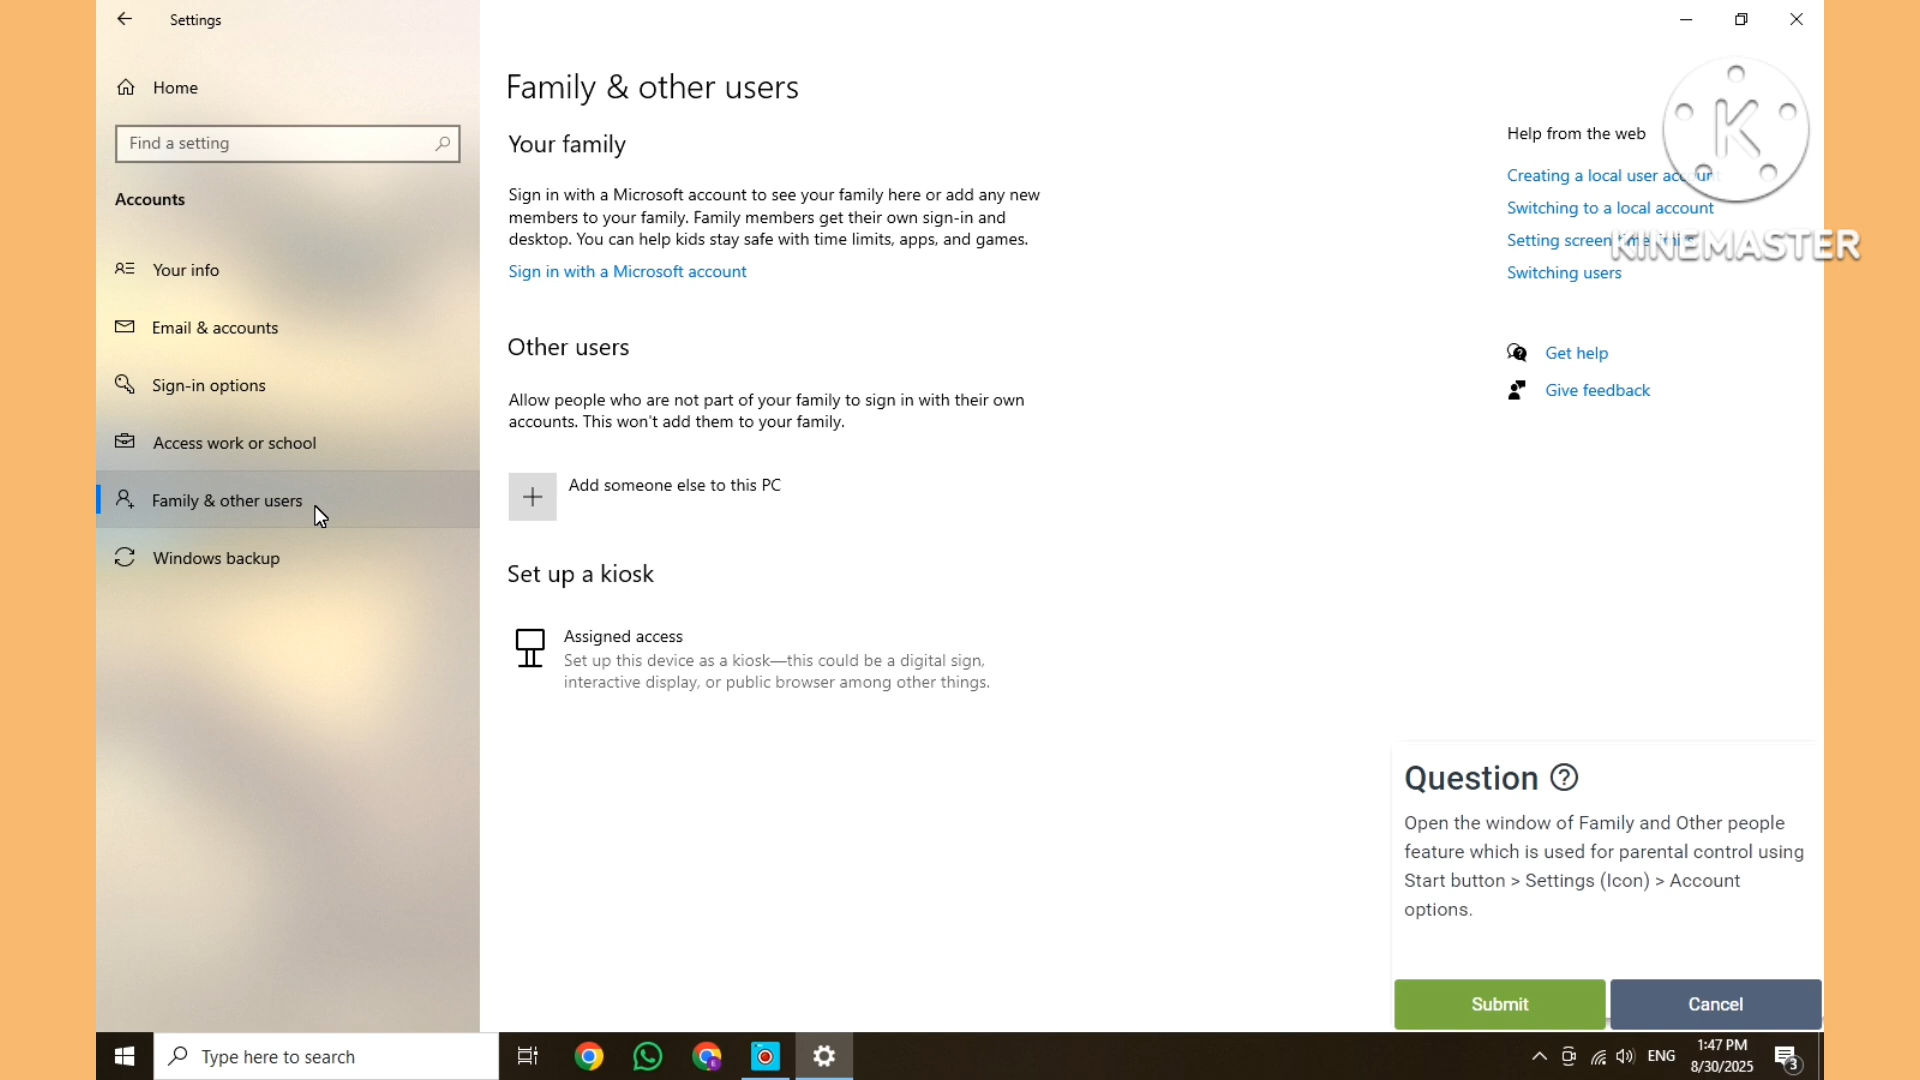 Settings
Home
Find a setting
Accounts
Your info
Email & accounts
Sign-in options
Access work or school
Family & other users
Windows backup
Family & other users
Your family
Sign in with a Microsoft account to see your family here or add any new
members to your family. Family members get their own sign-in and
desktop. You can help kids stay safe with time limits, apps, and games.
Sign in with a Microsoft account
Other users
Allow people who are not part of your family to sign in with their own
accounts. This won't add them to your family.
Add someone else to this PC
Set up a kiosk
Assigned access
Set up this device as a kiosk—this could be a digital sign,
interactive display, or public browser among other things.
Help from the web
Creating a local user account
Switching to a local account
Setting screen time limits
Switching users
Get help
Give feedback
K
KINEMASTER
Question
Open the window of Family and Other people
feature which is used for parental control using
Start button > Settings (Icon) > Account
options.
Submit
Cancel
Type here to search
ENG
1:47 PM
8/30/2025
3